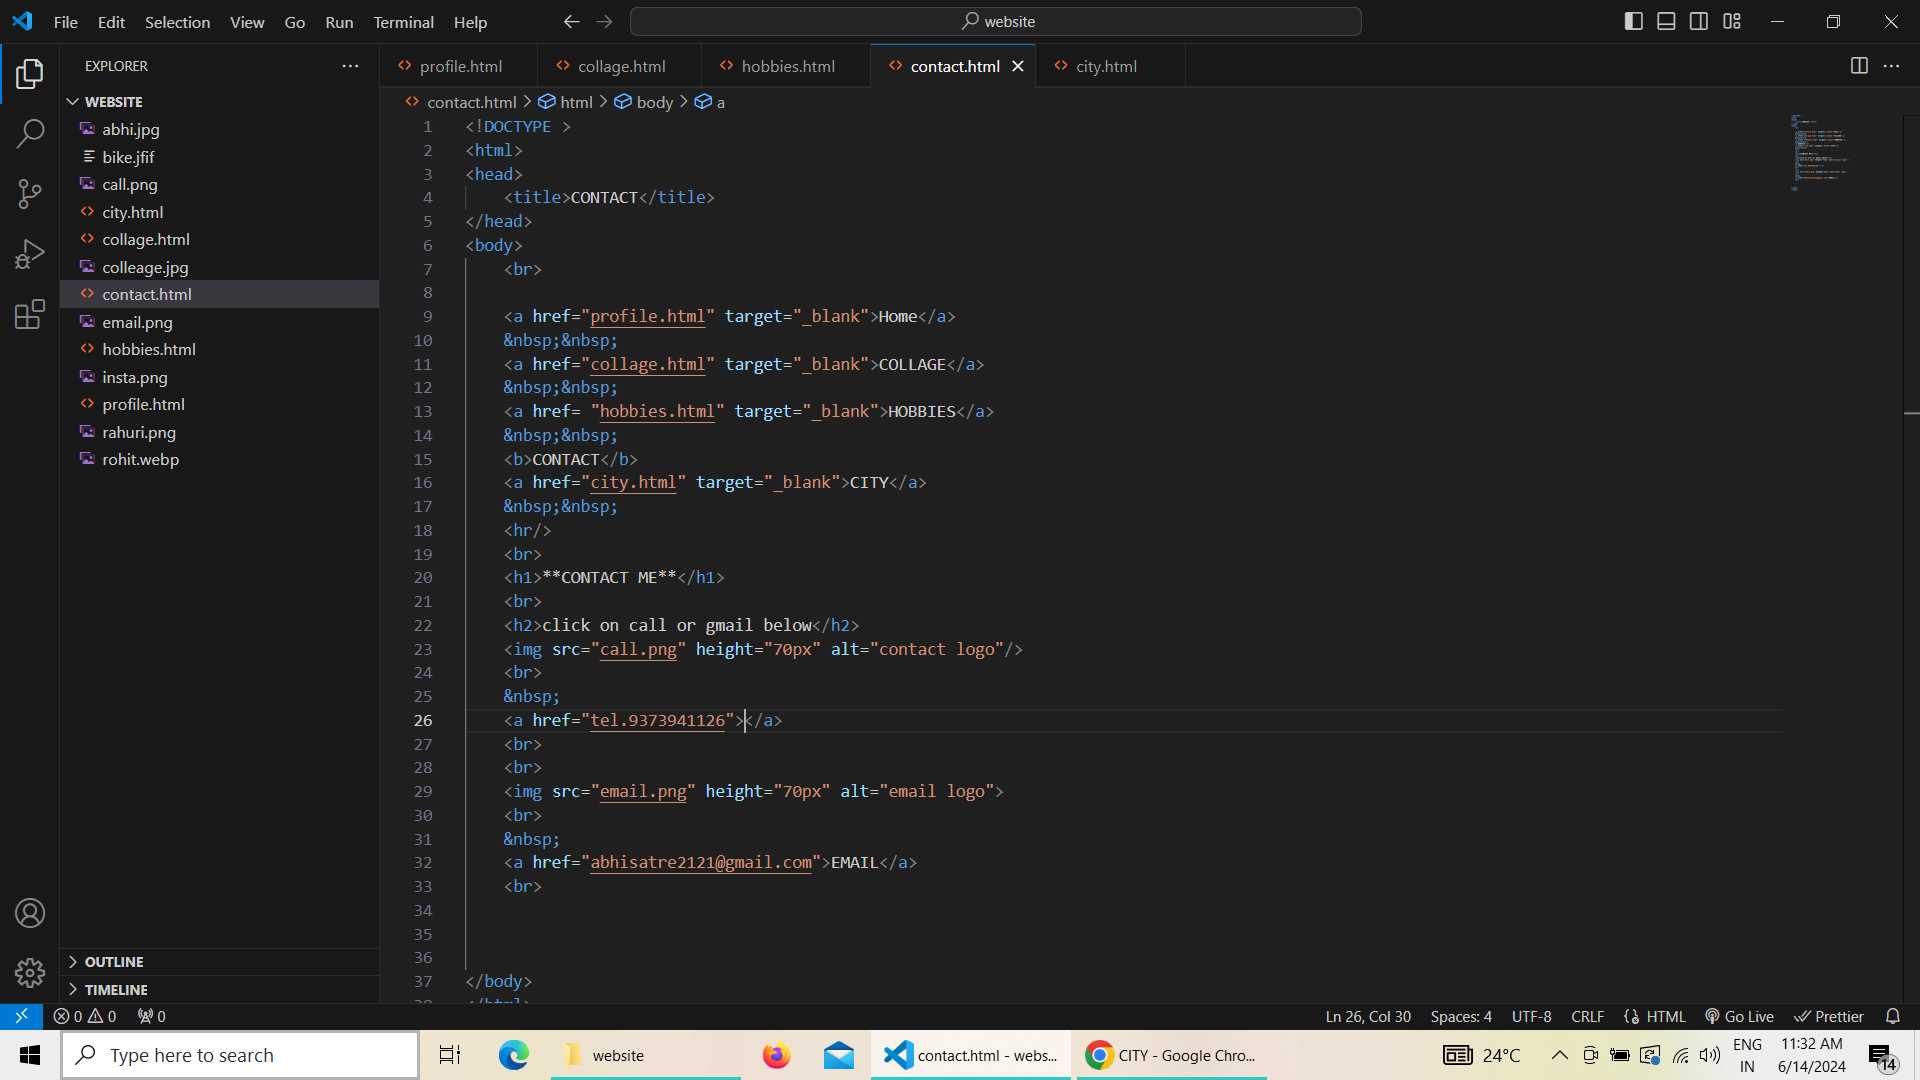 File Edit Selection View Go Run Terminal Help
website
EXPLORER
profile.html
collage.html
hobbies.html
contact.html
city.html
WEBSITE
abhi.jpg
bike.jfif
call.png
city.html
collage.html
colleage.jpg
contact.html
email.png
hobbies.html
insta.png
profile.html
rahuri.png
rohit.webp
OUTLINE
TIMELINE
contact.html > html > body > a
1 <!DOCTYPE >
2 <html>
3 <head>
4 <title>CONTACT</title>
5 </head>
6 <body>
7 <br>
8
9 <a href="profile.html" target="_blank">Home</a>
10 &nbsp;&nbsp;
11 <a href="collage.html" target="_blank">COLLAGE</a>
12 &nbsp;&nbsp;
13 <a href= "hobbies.html" target="_blank">HOBBIES</a>
14 &nbsp;&nbsp;
15 <b>CONTACT</b>
16 <a href="city.html" target="_blank">CITY</a>
17 &nbsp;&nbsp;
18 <hr/>
19 <br>
20 <h1>**CONTACT ME**</h1>
21 <br>
22 <h2>click on call or gmail below</h2>
23 <img src="call.png" height="70px" alt="contact logo"/>
24 <br>
25 &nbsp;
26 <a href="tel.9373941126"></a>
27 <br>
28 <br>
29 <img src="email.png" height="70px" alt="email logo">
30 <br>
31 &nbsp;
32 <a href="abhisatre2121@gmail.com">EMAIL</a>
33 <br>
34
35
36
37 </body>
0 0 0
Ln 26, Col 30 Spaces: 4 UTF-8 CRLF HTML Go Live Prettier
Type here to search
website
contact.html - webs...
CITY - Google Chro...
24°C
ENG
IN
11:32 AM
6/14/2024
14